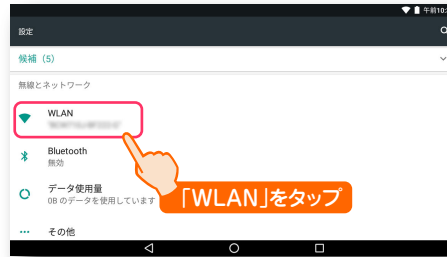 午前10:
設定
候補（5）
無線とネットワーク
WLAN
Bluetooth
無効
データ使用量
0B のデータを使用しています
「WLAN」をタップ
その他